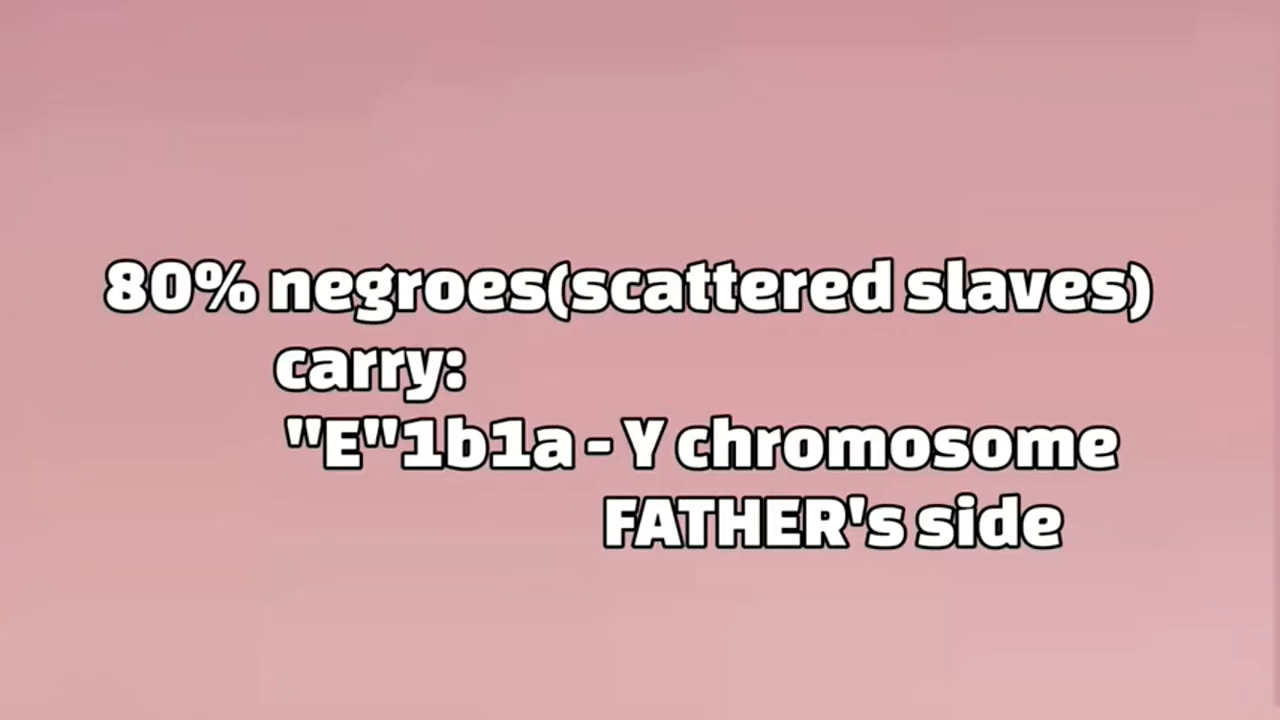 80% negroes(scattered slaves)
carry:
"E"1b1a - Y chromosome
FATHER's side